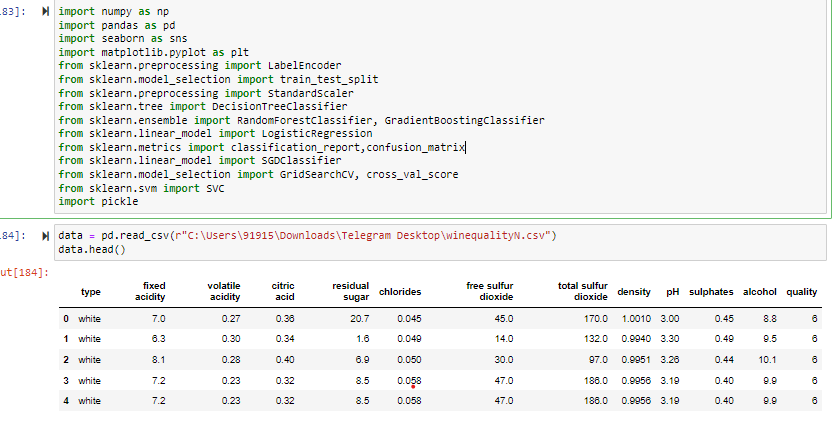 83]:
import numpy as np
import pandas as pd
import seaborn as sns
import matplotlib.pyplot as plt
from sklearn.preprocessing import LabelEncoder
from sklearn.model_selection import train_test_split
from sklearn.preprocessing import StandardScaler
from sklearn.tree import DecisionTreeClassifier
from sklearn.ensemble import RandomForestClassifier, GradientBoostingClassifier
from sklearn.linear_model import LogisticRegression
from sklearn.metrics import classification_report,confusion_matrix
from sklearn.linear_model import SGDClassifier
from sklearn.model_selection import GridSearchCV, cross_val_score
from sklearn.svm import SVC
import pickle
84]:
data = pd.read_csv(r"C:\Users\91915\Downloads\Telegram Desktop\winequalityN.csv")
data.head()
ut[184]:
type fixed acidity volatile acidity citric acid residual sugar chlorides free sulfur dioxide total sulfur dioxide density pH sulphates alcohol quality
0 white 7.0 0.27 0.36 20.7 0.045 45.0 170.0 1.0010 3.00 0.45 8.8 6
1 white 6.3 0.30 0.34 1.6 0.049 14.0 132.0 0.9940 3.30 0.49 9.5 6
2 white 8.1 0.28 0.40 6.9 0.050 30.0 97.0 0.9951 3.26 0.44 10.1 6
3 white 7.2 0.23 0.32 8.5 0.058 47.0 186.0 0.9956 3.19 0.40 9.9 6
4 white 7.2 0.23 0.32 8.5 0.058 47.0 186.0 0.9956 3.19 0.40 9.9 6